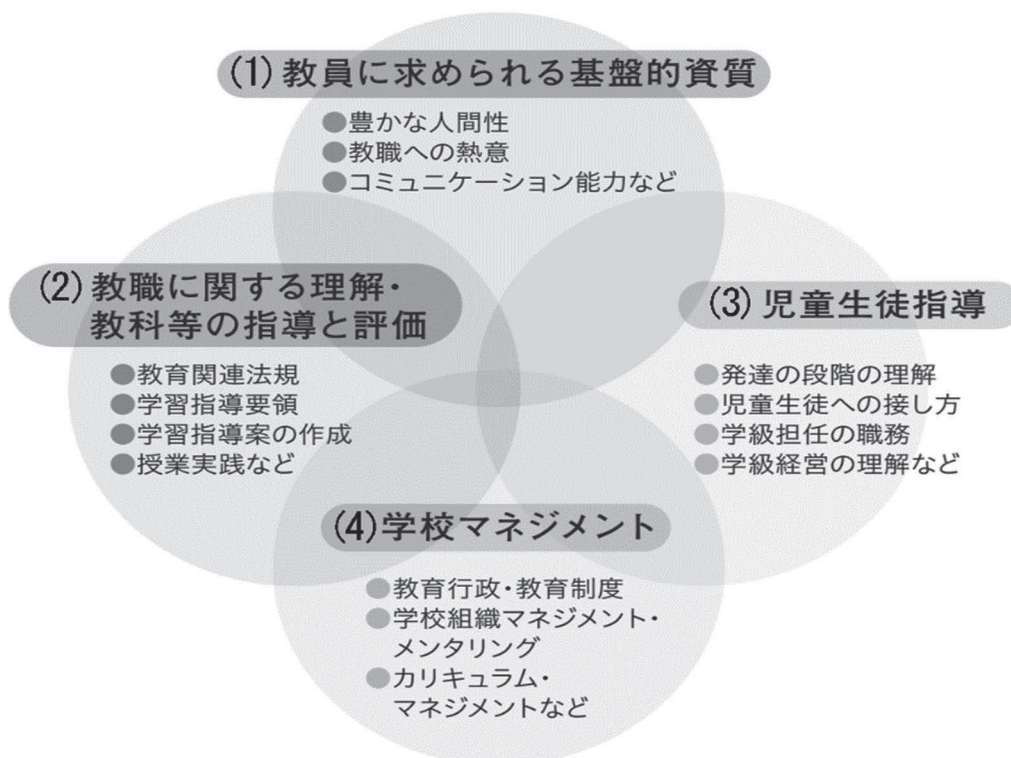 (1) 教員に求められる基盤的資質
●豊かな人間性
●教職への熱意
●コミュニケーション能力など
(2) 教職に関する理解・
教科等の指導と評価
●教育関連法規
●学習指導要領
●学習指導案の作成
●授業実践など
(3) 児童生徒指導
●発達の段階の理解
●児童生徒への接し方
●学級担任の職務
●学級経営の理解など
(4)学校マネジメント
●教育行政・教育制度
●学校組織マネジメント・
メンタリング
●カリキュラム・
マネジメントなど